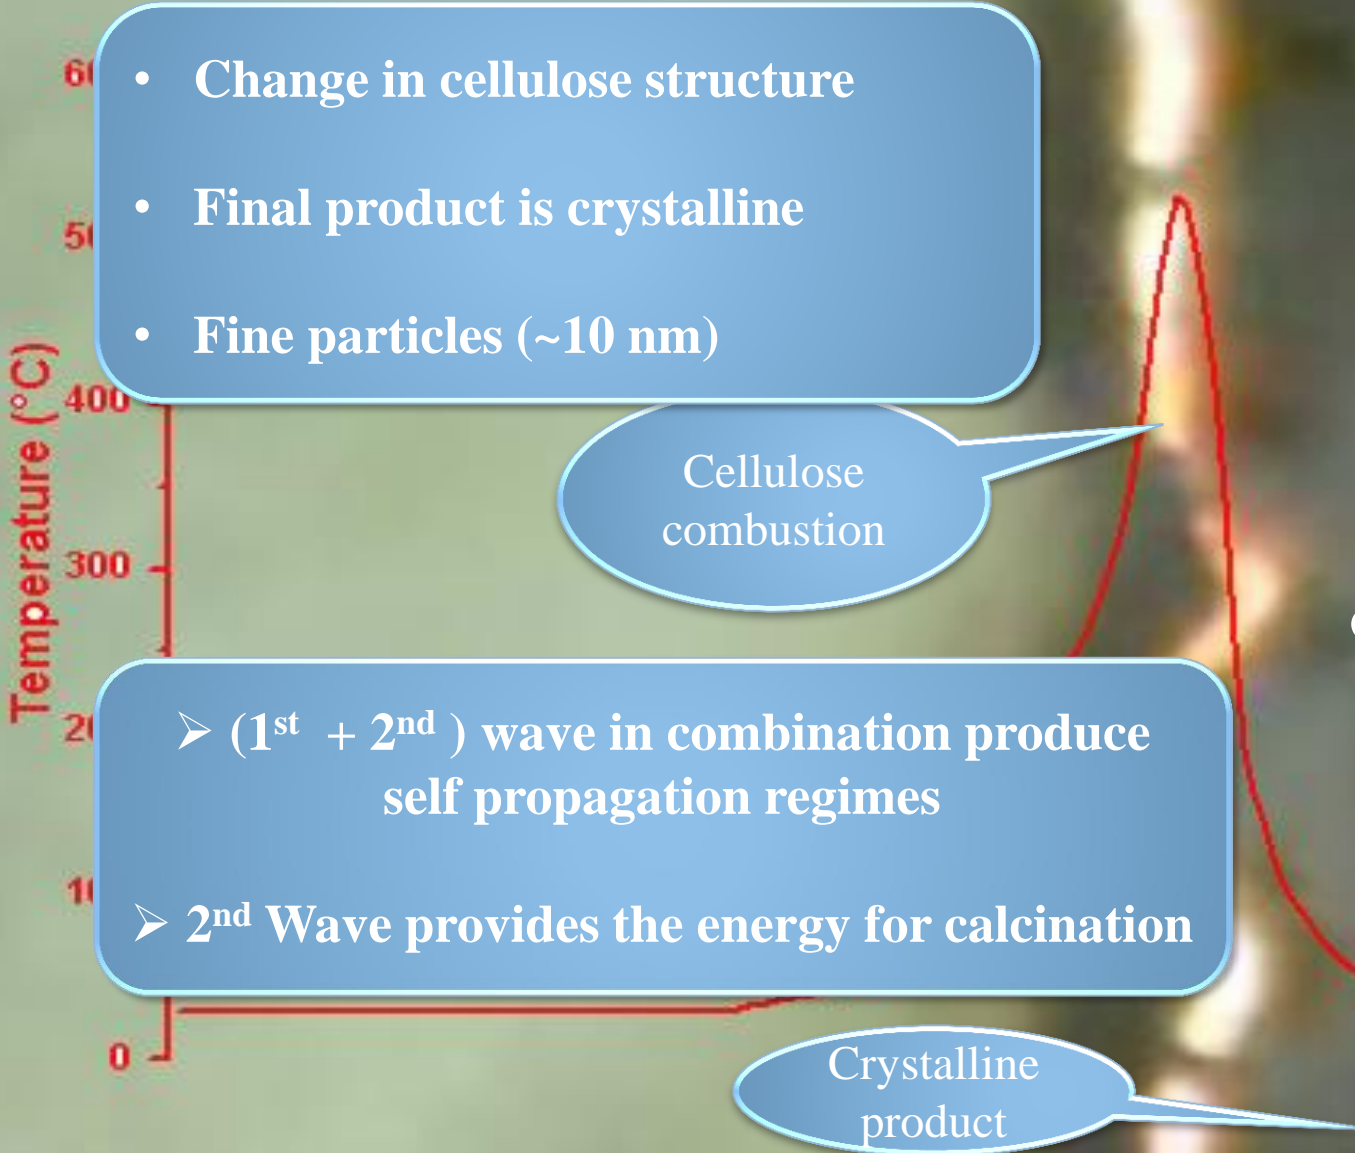 • Change in cellulose structure
• Final product is crystalline
• Fine particles (~10 nm)
Temperature (°C)
400
300
0
Cellulose
combustion
➢ (1st + 2nd ) wave in combination produce
self propagation regimes
➢ 2nd Wave provides the energy for calcination
Crystalline
product